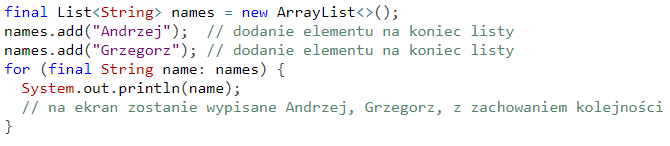 final List<String> names = new ArrayList<>();
names.add("Andrzej");  // dodanie elementu na koniec listy
names.add("Grzegorz"); // dodanie elementu na koniec listy
for (final String name: names) {
  System.out.println(name);
  // na ekran zostanie wypisane Andrzej, Grzegorz, z zachowaniem kolejności
}